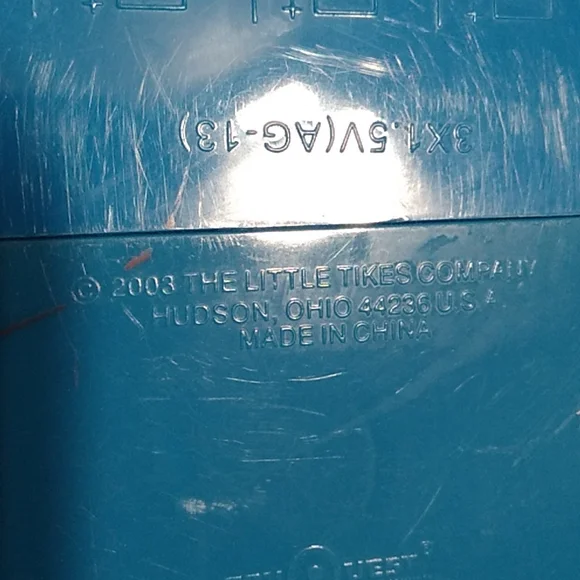 3X1.5V(AG-13)
© 2003 THE LITTLE TIKES COMPANY
HUDSON, OHIO 44236 U.S.A.
MADE IN CHINA